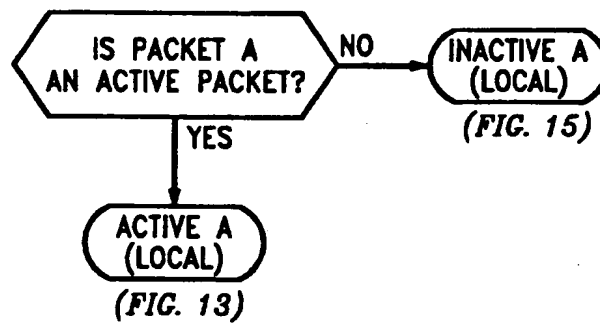 IS PACKET A
AN ACTIVE PACKET?
NO
INACTIVE A
(LOCAL)
(FIG. 15)
YES
ACTIVE A
(LOCAL)
(FIG. 13)